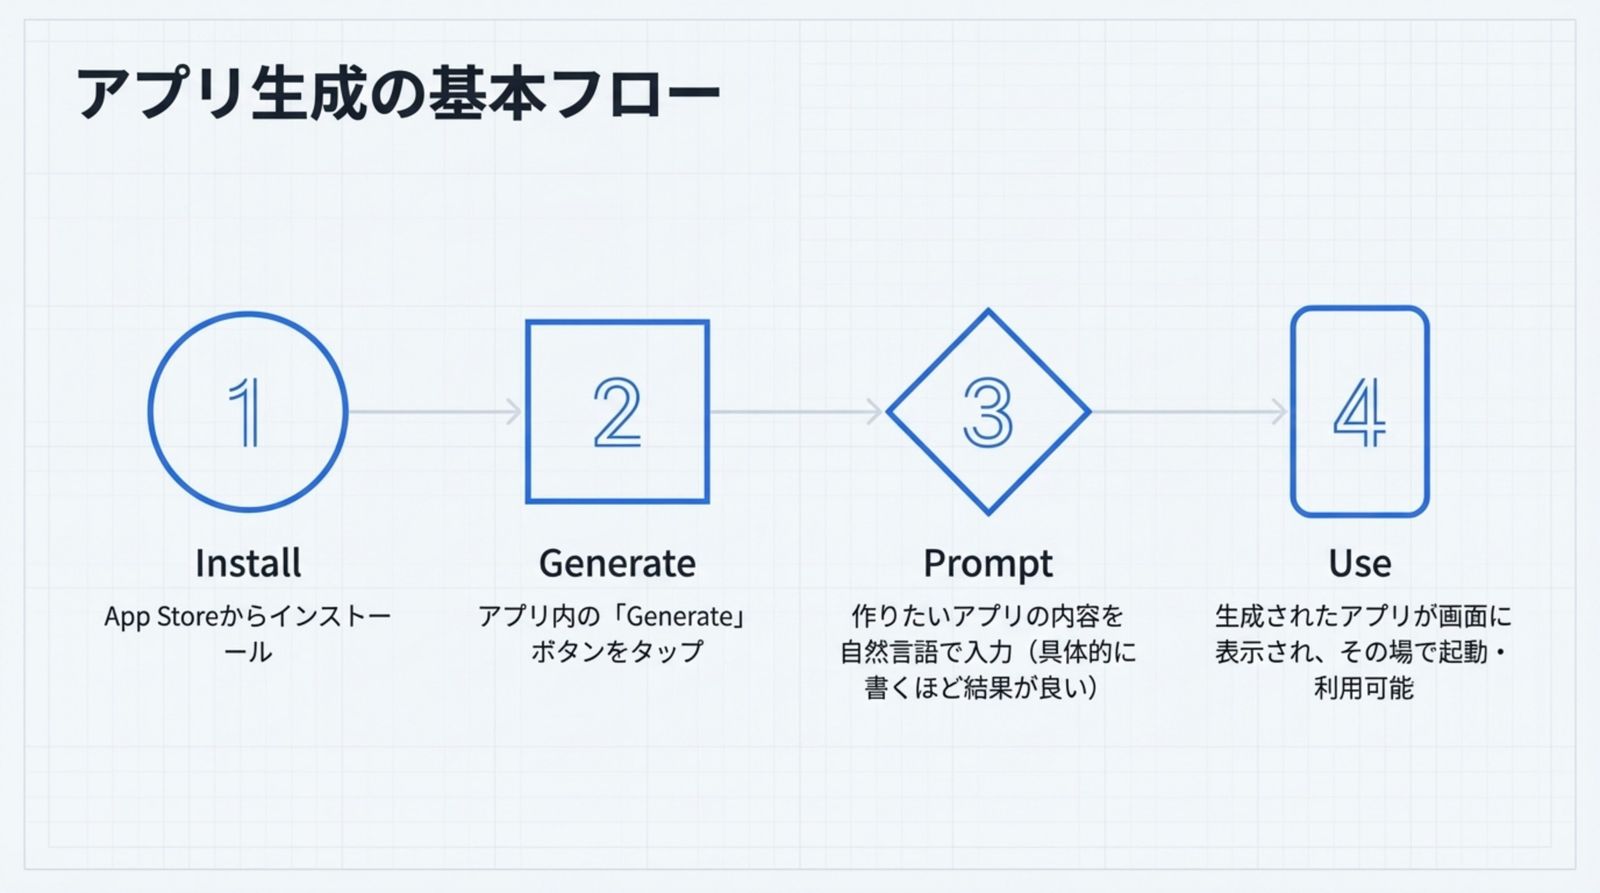 アプリ生成の基本フロー
1
Install
App Storeからインストー
ール
2
Generate
アプリ内の「Generate」
ボタンをタップ
3
Prompt
作りたいアプリの内容を
自然言語で入力（具体的に
書くほど結果が良い）
4
Use
生成されたアプリが画面に
表示され、その場で起動・
利用可能